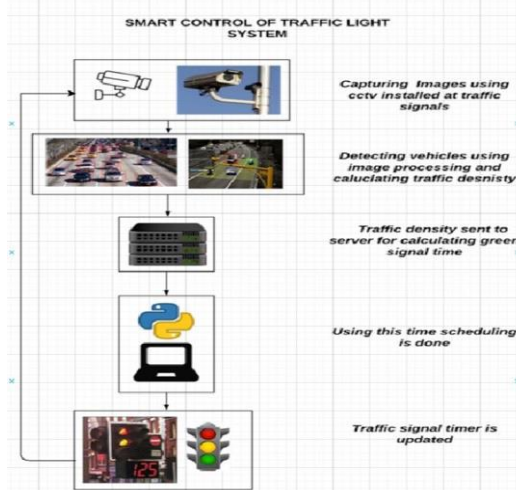 SMART CONTROL OF TRAFFIC LIGHT
SYSTEM
Capturing Images using
cctv installed at traffic
signals
Detecting vehicles using
image processing and
caluclating traffic desnisty
Traffic density sent to
server for calculating green
signal time
Using this time scheduling
is done
125
Traffic signal timer is
updated